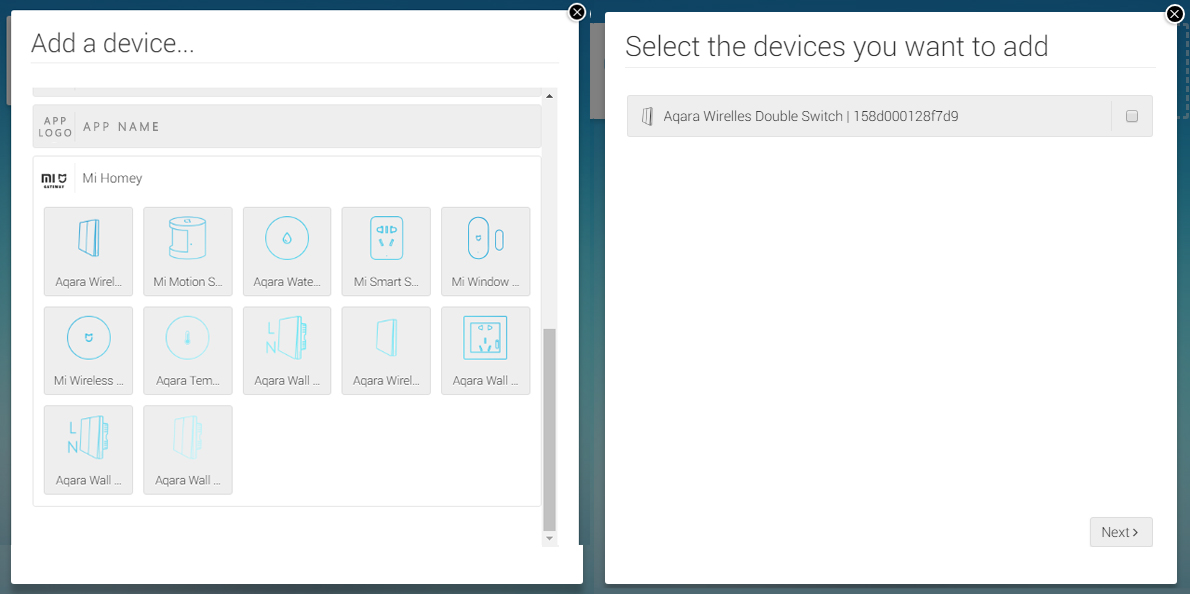 Add a device...
APP
LOGO
APP NAME
MI
GATEWAY
Mi Homey
Aqara Wirel...
Mi Motion S...
Aqara Wate...
Mi Smart S...
Mi Window ...
Mi Wireless ...
L
N
Aqara Tem...
Aqara Wall ...
Aqara Wirel...
Aqara Wall ...
L
N
Aqara Wall ...
Aqara Wall ...
Select the devices you want to add
Aqara Wirelles Double Switch | 158d000128f7d9
Next >